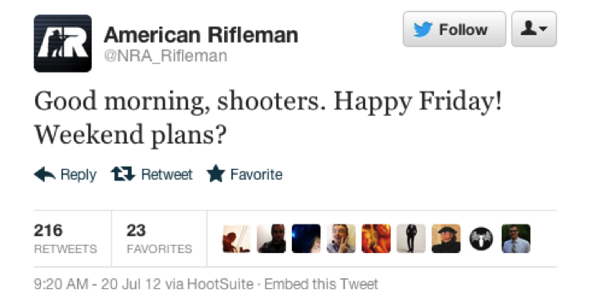 American Rifleman
@NRA_Rifleman
Follow
Good morning, shooters. Happy Friday!
Weekend plans?
Reply Retweet Favorite
216 23
RETWEETS FAVORITES
9:20 AM - 20 Jul 12 via HootSuite · Embed this Tweet